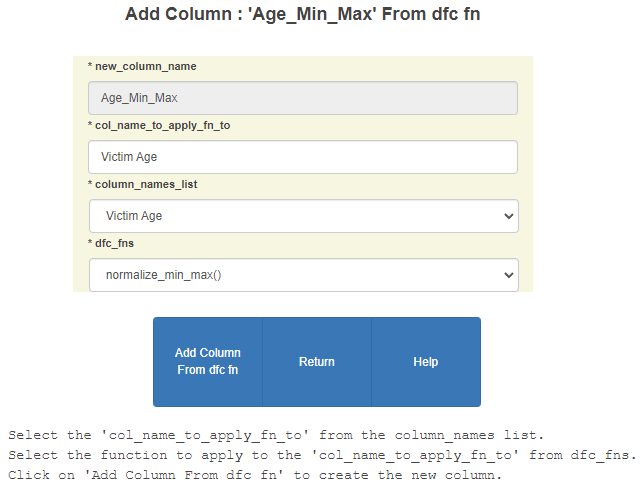 Add Column : 'Age_Min_Max' From dfc fn
* new_column_name
Age_Min_Max
* col_name_to_apply_fn_to
Victim Age
* column_names_list
Victim Age
* dfc_fns
normalize_min_max()
Add Column
From dfc fn
Return
Help
Select the 'col_name_to_apply_fn_to' from the column_names list.
Select the function to apply to the 'col_name_to_apply_fn_to' from dfc_fns.
Click on 'Add Column From dfc fn' to create the new column.